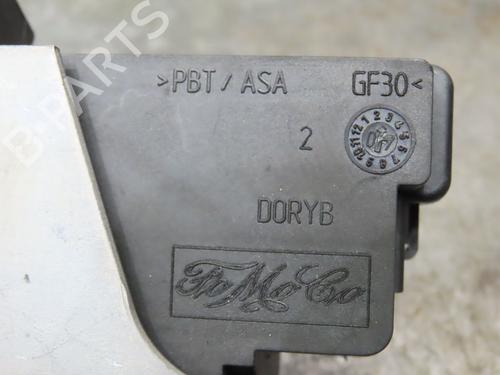 >PBT / ASA GF30<
2
DORYB
FoMoCo
B-PARTS